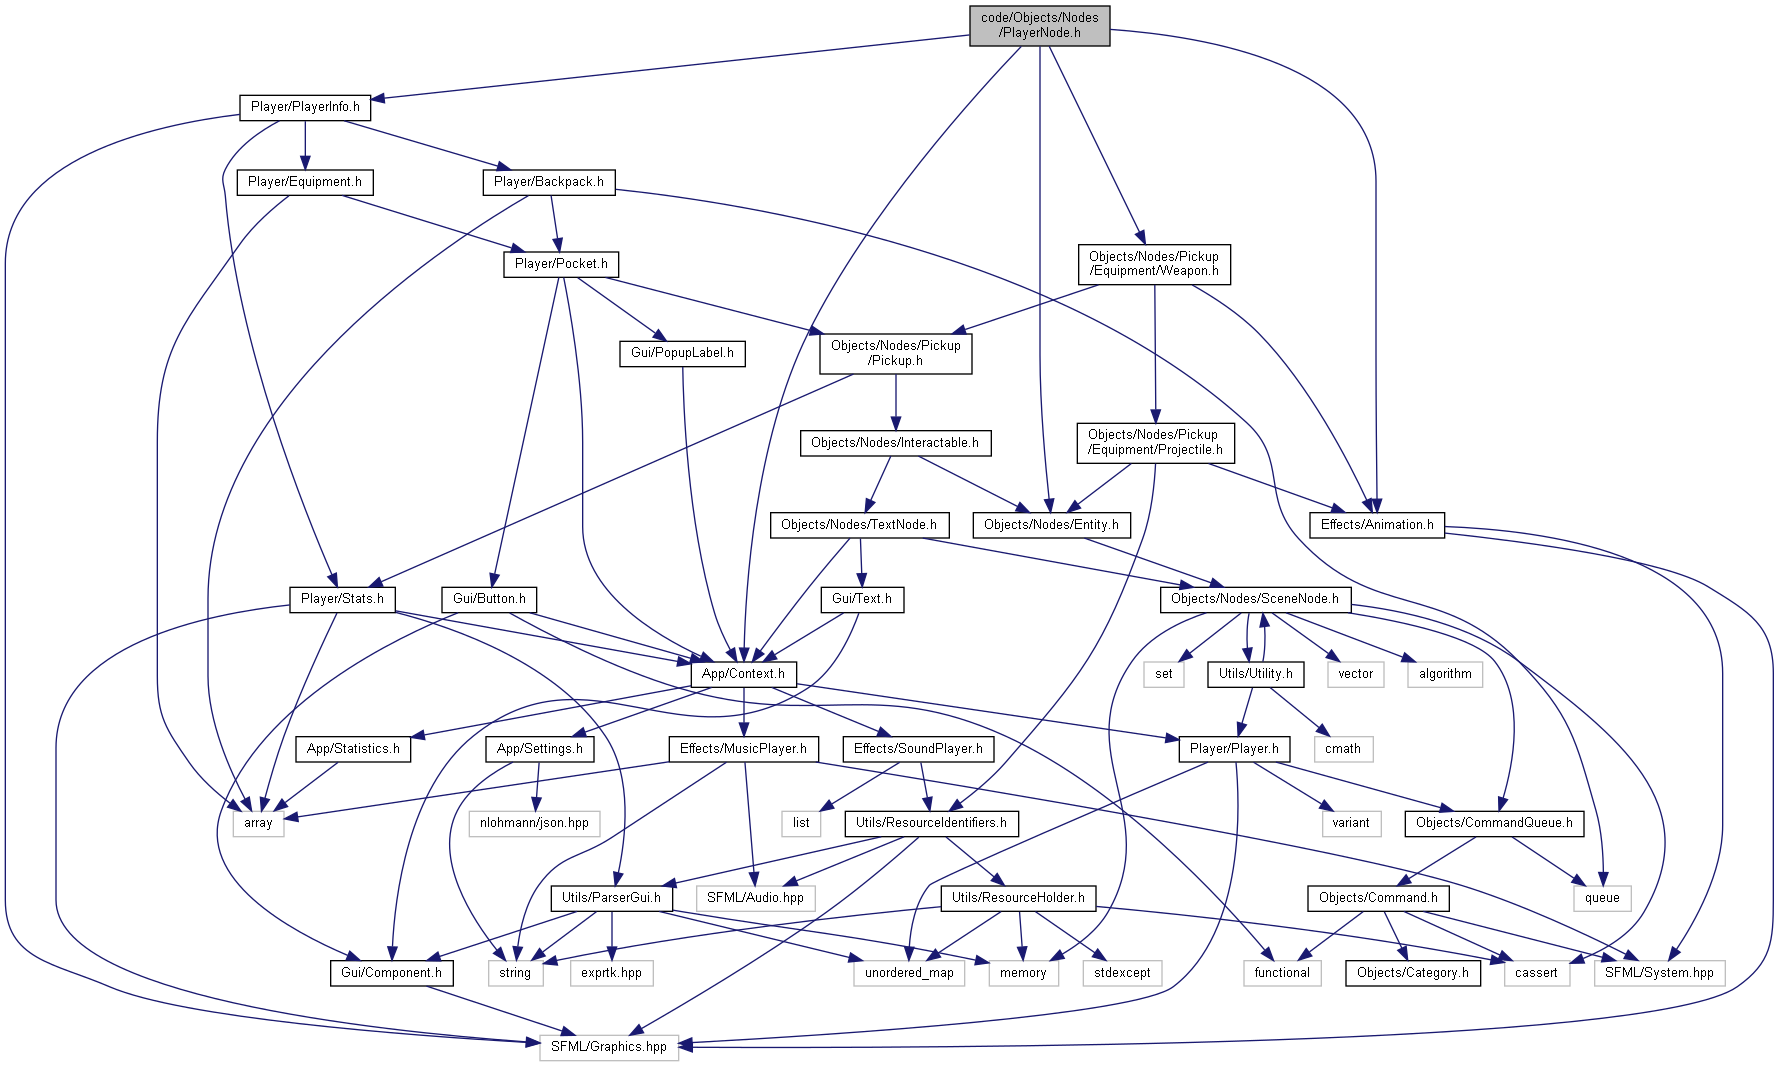 code/Objects/Nodes
/PlayerNode.h
Player/PlayerInfo.h
Player/Equipment.h
Player/Backpack.h
Player/Pocket.h
Objects/Nodes/Pickup
/Equipment/Weapon.h
Gui/PopupLabel.h
Objects/Nodes/Pickup
/Pickup.h
Objects/Nodes/Interactable.h
Objects/Nodes/Pickup
/Equipment/Projectile.h
Objects/Nodes/TextNode.h
Objects/Nodes/Entity.h
Effects/Animation.h
Player/Stats.h
Gui/Button.h
Gui/Text.h
Objects/Nodes/SceneNode.h
App/Context.h
set
Utils/Utility.h
vector
algorithm
App/Statistics.h
App/Settings.h
Effects/MusicPlayer.h
Effects/SoundPlayer.h
Player/Player.h
cmath
array
nlohmann/json.hpp
list
Utils/ResourceIdentifiers.h
variant
Objects/CommandQueue.h
Utils/ParserGui.h
SFML/Audio.hpp
Utils/ResourceHolder.h
Objects/Command.h
queue
Gui/Component.h
string
exprtk.hpp
unordered_map
memory
stdexcept
functional
Objects/Category.h
cassert
SFML/System.hpp
SFML/Graphics.hpp